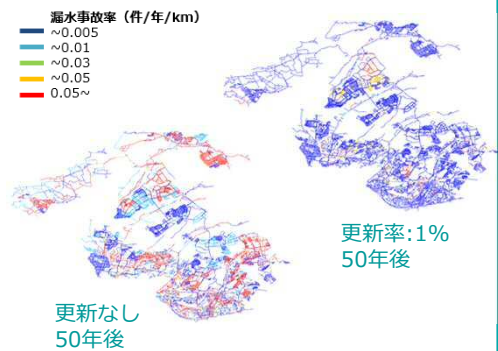 漏水事故率（件/年/km）
~0.005
~0.01
~0.03
~0.05
0.05~
更新率:1%
50年後
更新なし
50年後